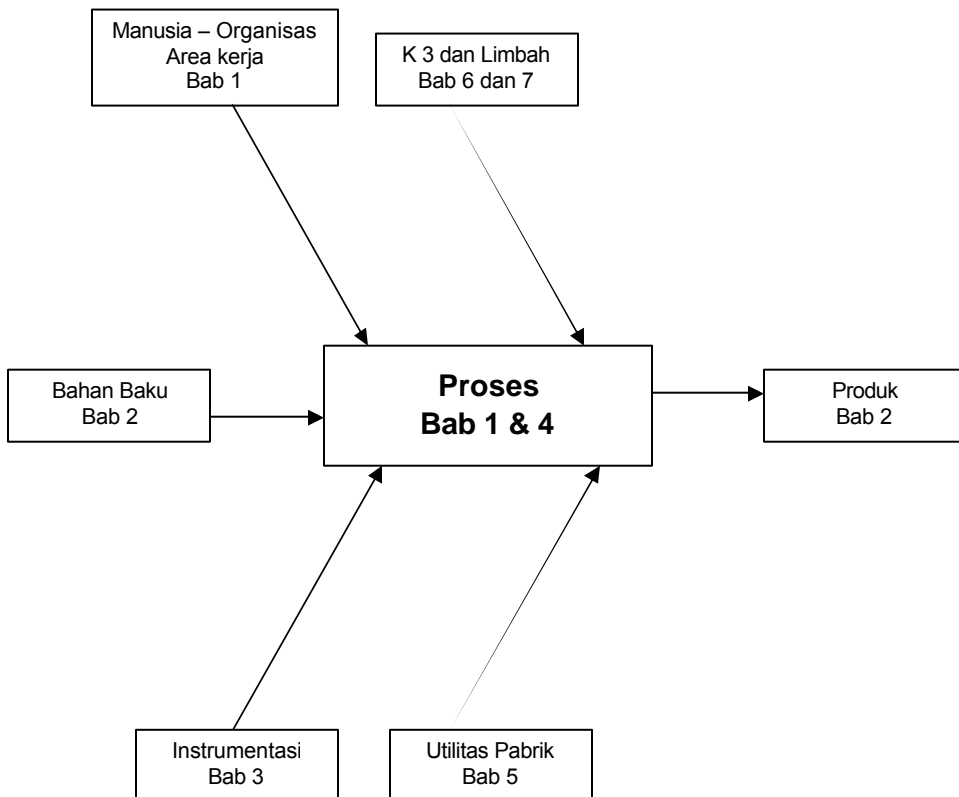 Manusia – Organisas
Area kerja
Bab 1
K 3 dan Limbah
Bab 6 dan 7
Bahan Baku
Bab 2
Proses
Bab 1 & 4
Produk
Bab 2
Instrumentasi
Bab 3
Utilitas Pabrik
Bab 5